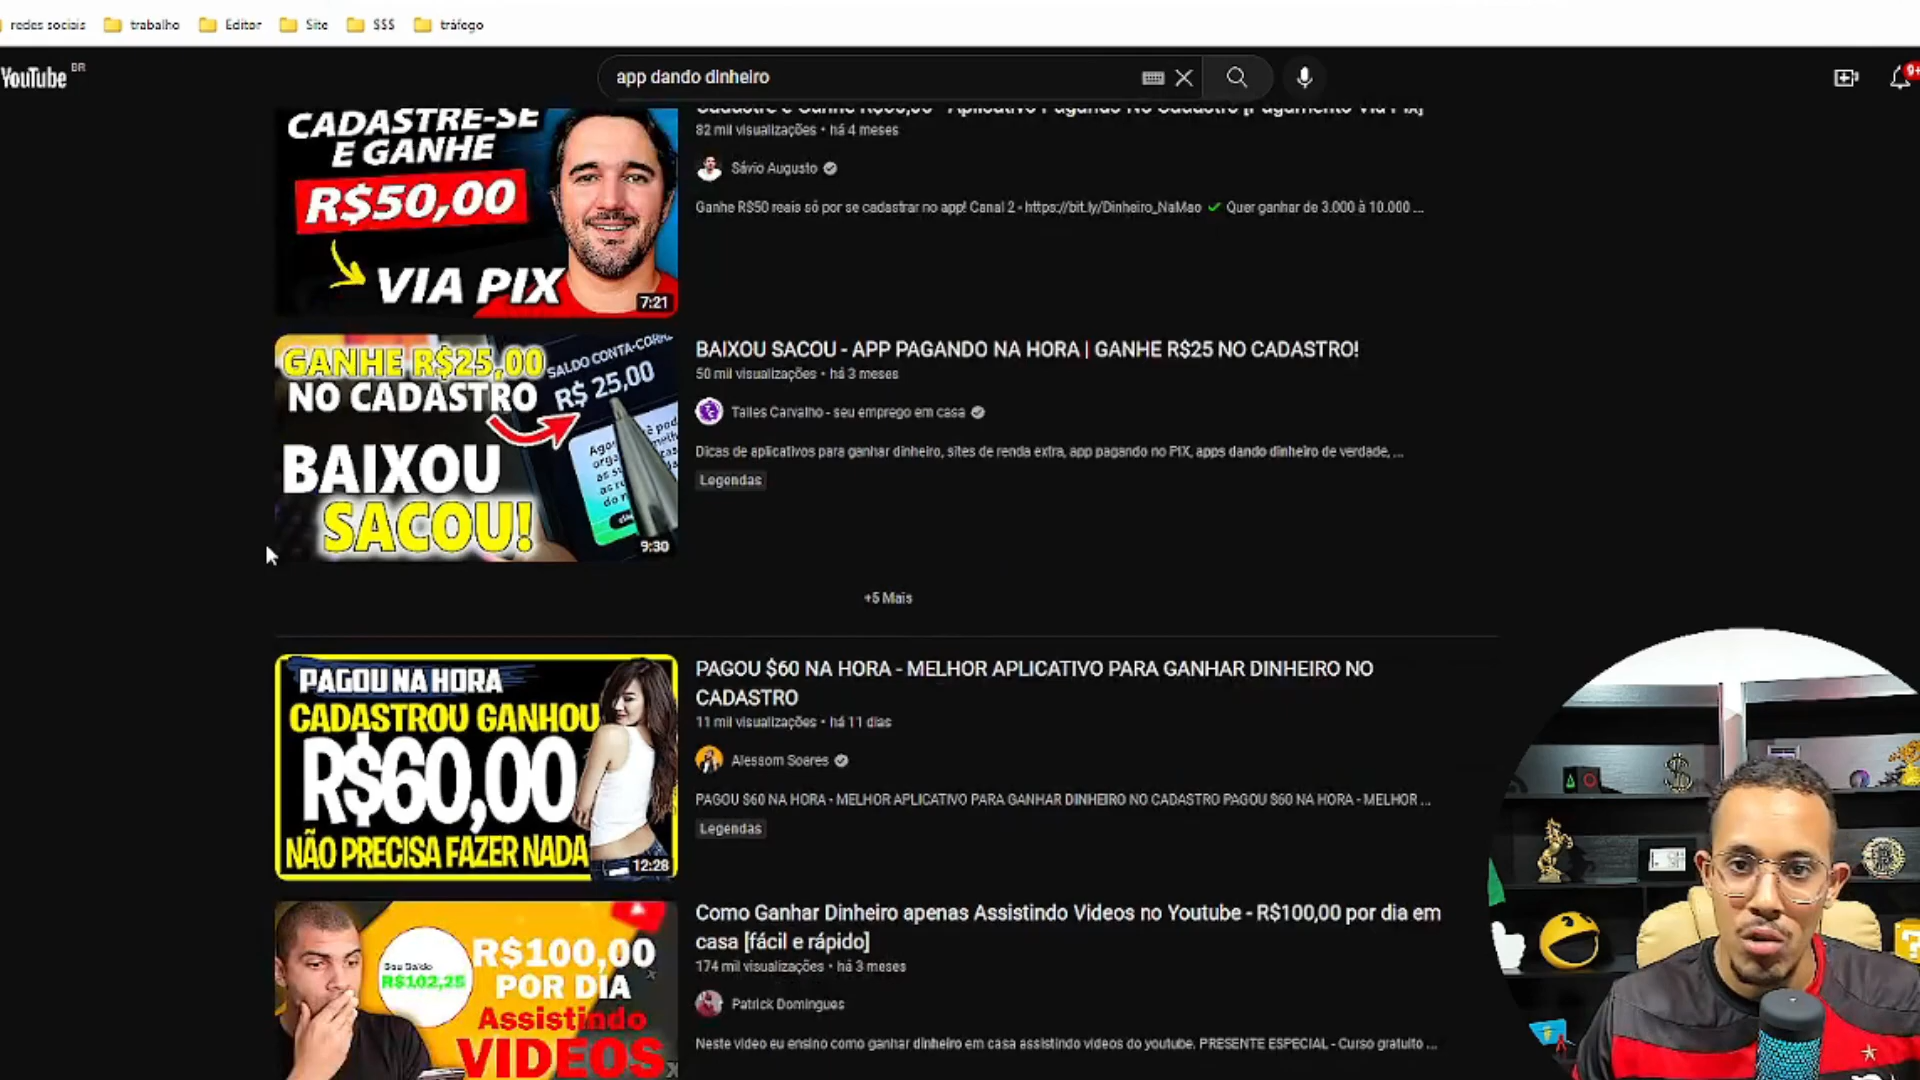 redes sociais
trabalho
Editor
Site
$$$
tráfego
YouTube BR
app dando dinheiro
9+
CADASTRE-SE
E GANHE
R$50,00
VIA PIX
7:21
82 mil visualizações • há 4 meses
Sávio Augusto
Ganhe R$50 reais só por se cadastrar no app! Canal 2 - https://bit.ly/Dinheiro_NaMao ✓ Quer ganhar de 3.000 à 10.000 ...
GANHE R$25,00
NO CADASTRO
BAIXOU
SACOU!
SALDO CONTA-CORR
R$ 25,00
9:30
BAIXOU SACOU - APP PAGANDO NA HORA | GANHE R$25 NO CADASTRO!
50 mil visualizações • há 3 meses
Talles Carvalho - seu emprego em casa
Dicas de aplicativos para ganhar dinheiro, sites de renda extra, app pagando no PIX, apps dando dinheiro de verdade, ...
Legendas
+5 Mais
PAGOU NA HORA
CADASTROU GANHOU
R$60,00
NÃO PRECISA FAZER NADA
12:28
PAGOU $60 NA HORA - MELHOR APLICATIVO PARA GANHAR DINHEIRO NO
CADASTRO
11 mil visualizações • há 11 dias
Alessom Soares
PAGOU $60 NA HORA - MELHOR APLICATIVO PARA GANHAR DINHEIRO NO CADASTRO PAGOU $60 NA HORA - MELHOR ...
Legendas
Seu Saldo
R$102,25
R$100,00
POR DIA
Assistindo
VIDEOS
Como Ganhar Dinheiro apenas Assistindo Videos no Youtube - R$100,00 por dia em
casa [fácil e rápido]
174 mil visualizações • há 3 meses
Patrick Domingues
Neste video eu ensino como ganhar dinheiro em casa assistindo videos do youtube. PRESENTE ESPECIAL - Curso gratuito ...